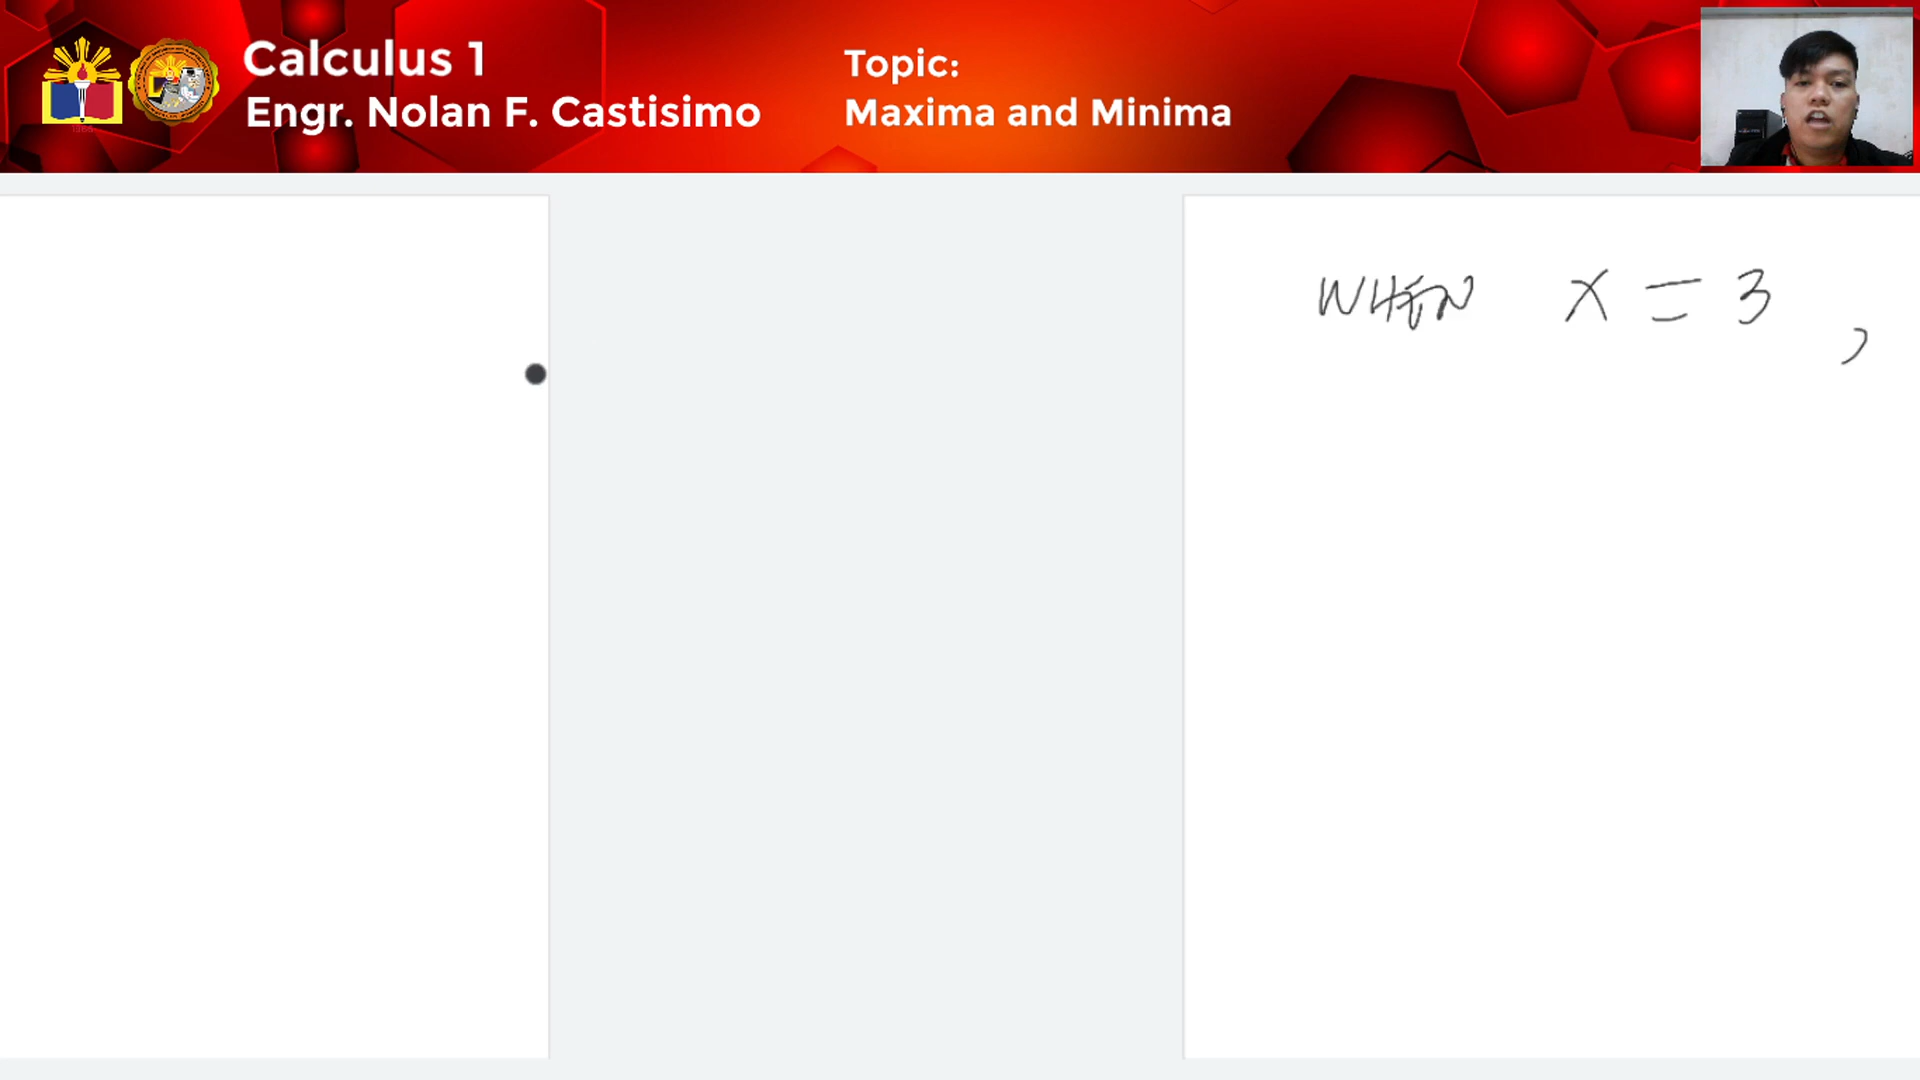 Calculus 1
Engr. Nolan F. Castisimo
Topic:
Maxima and Minima
WHEN x = 3 ,